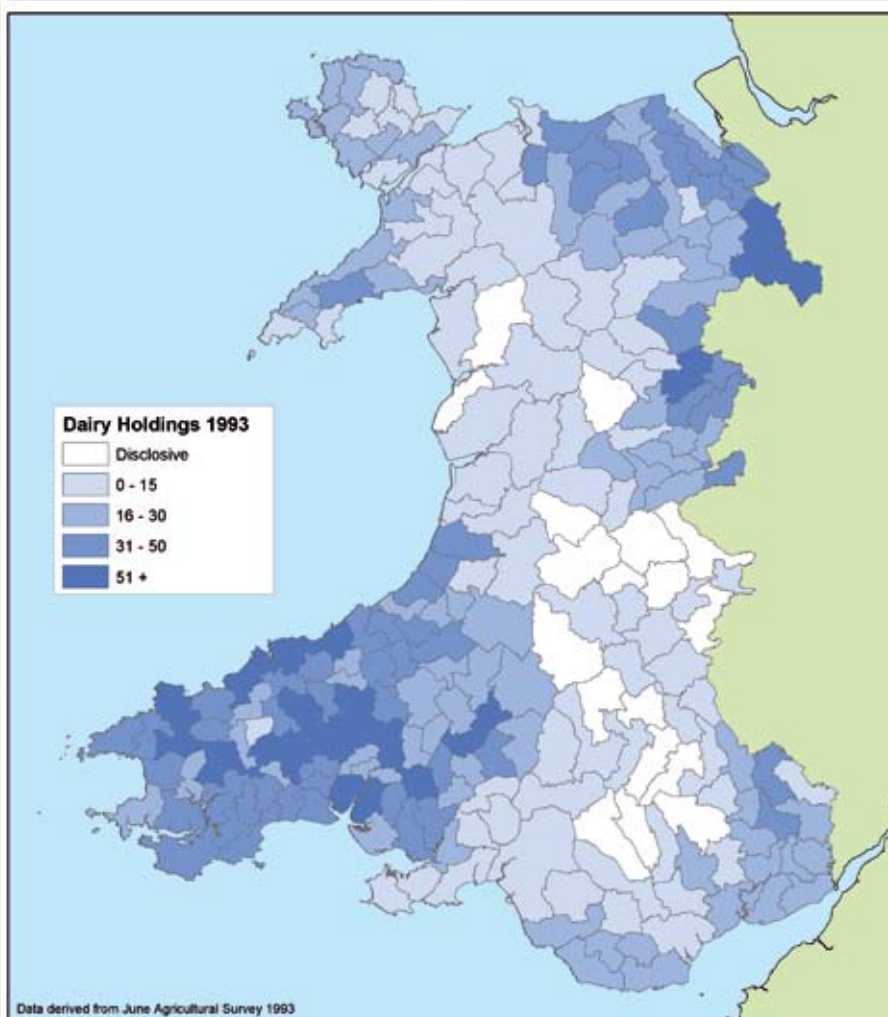 Dairy Holdings 1993
Disclosive
0 - 15
16 - 30
31 - 50
51 +
Data derived from June Agricultural Survey 1993